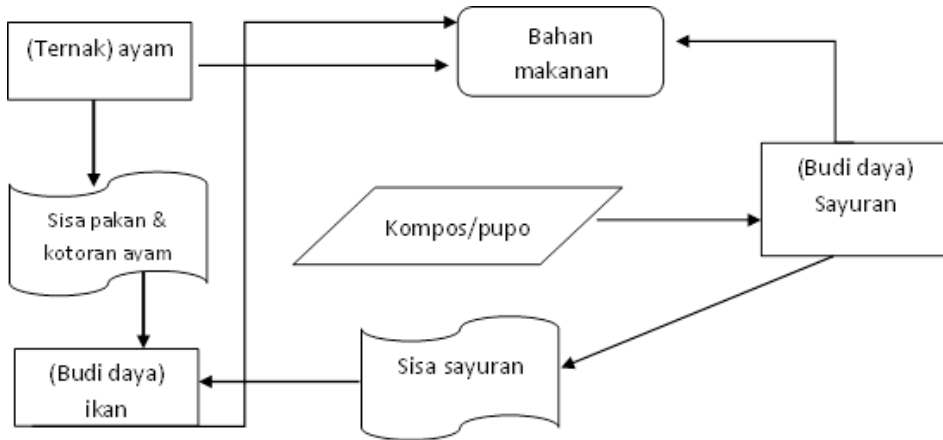 (Ternak) ayam
Bahan
makanan
(Budi daya)
Sayuran
Sisa pakan &
kotoran ayam
Kompos/pupo
(Budi daya)
ikan
Sisa sayuran